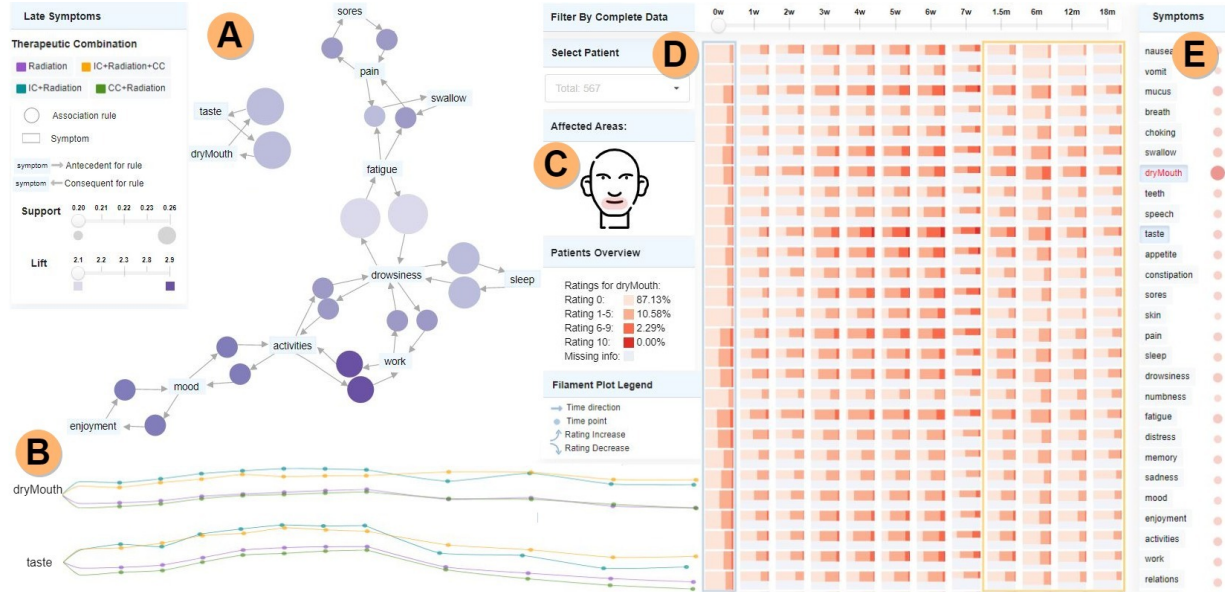 Late Symptoms
Therapeutic Combination
Radiation
IC+Radiation+CC
IC+Radiation
CC+Radiation
Association rule
Symptom
symptom
Antecedent for rule
symptom
Consequent for rule
Support
0.20 0.21 0.22 0.23 0.26
Lift
2.1 2.2 2.3 2.4 2.9
A
sores
pain
swallow
taste
dryMouth
fatigue
drowsiness
sleep
activities
work
mood
enjoyment
B
dryMouth
taste
Filter By Complete Data
Select Patient
D
Total: 567
Affected Areas:
C
Patients Overview
Ratings for dryMouth:
Rating 0: 87.13%
Rating 1-5: 10.58%
Rating 6-9: 2.29%
Rating 10: 0.00%
Missing info:
Filament Plot Legend
Time direction
Time point
Rating Increase
Rating Decrease
0w 1w 2w 3w 4w 5w 6w 7w 1.5m 6m 12m 18m
Symptoms
E
vomit
mucus
breath
choking
swallow
dryMouth
teeth
speech
taste
appetite
constipation
sores
skin
pain
sleep
drowsiness
numbness
fatigue
distress
memory
sadness
mood
enjoyment
activities
work
relations